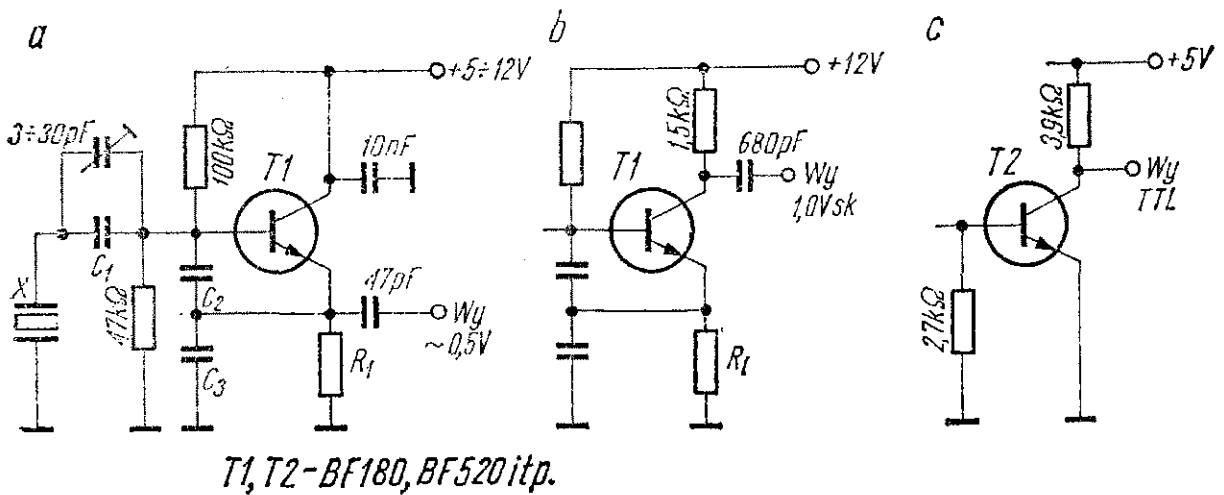 a
b
c
+5÷12V
+12V
+5V
3÷30pF
100kΩ
T1
10nF
C1
X
47kΩ
C2
C3
47pF
Wy
~0,5V
R1
1,5kΩ
T1
680pF
Wy
1,0Vsk
R1
3,9kΩ
T2
Wy
TTL
2,7kΩ
T1, T2-BF180, BF520 itp.